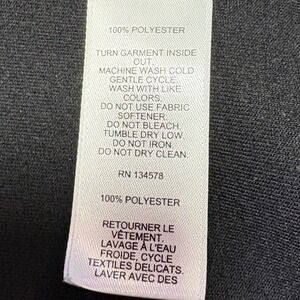 100% POLYESTER
TURN GARMENT INSIDE
OUT.
MACHINE WASH COLD
GENTLE CYCLE.
WASH WITH LIKE
COLORS.
DO NOT USE FABRIC
SOFTENER.
DO NOT BLEACH.
TUMBLE DRY LOW.
DO NOT IRON.
DO NOT DRY CLEAN.
RN 134578
100% POLYESTER
RETOURNER LE
VÊTEMENT.
LAVAGE À L'EAU
FROIDE, CYCLE
TEXTILES DELICATS.
LAVER AVEC DES